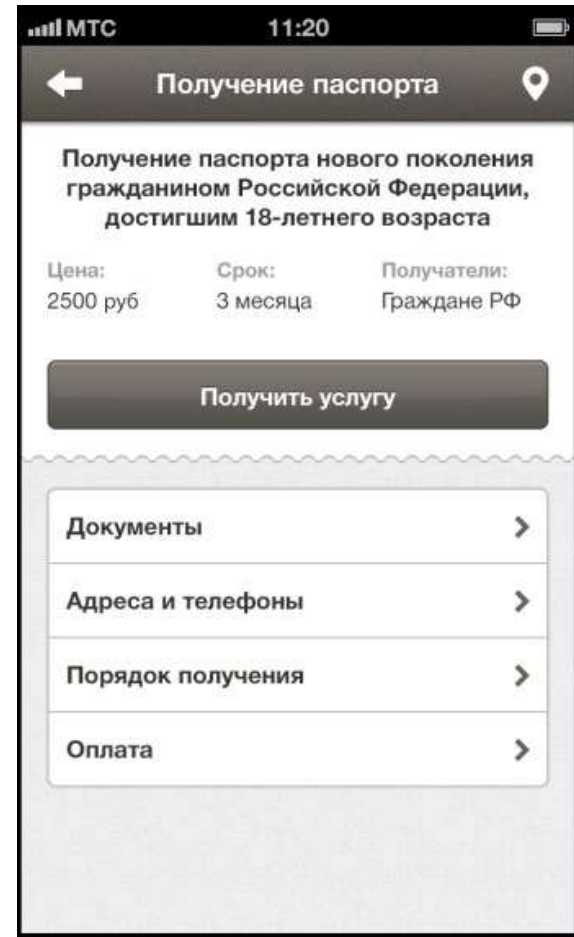 МТС 11:20
Получение паспорта
Получение паспорта нового поколения
гражданином Российской Федерации,
достигшим 18-летнего возраста
Цена: Срок: Получатели:
2500 руб 3 месяца Граждане РФ
Получить услугу
Документы
Адреса и телефоны
Порядок получения
Оплата